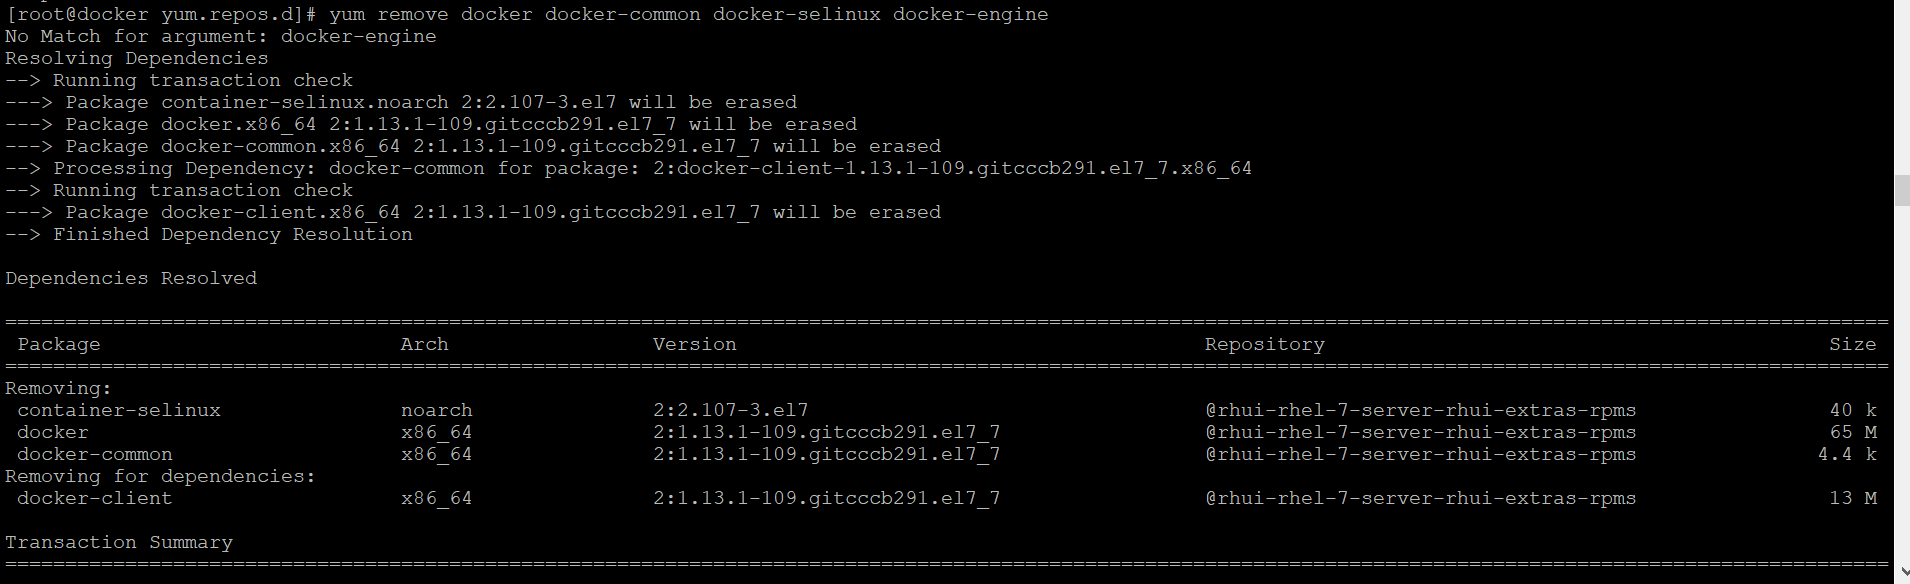 [root@docker yum.repos.d]# yum remove docker docker-common docker-selinux docker-engine
No Match for argument: docker-engine
Resolving Dependencies
--> Running transaction check
---> Package container-selinux.noarch 2:2.107-3.el7 will be erased
---> Package docker.x86_64 2:1.13.1-109.gitcccb291.el7_7 will be erased
---> Package docker-common.x86_64 2:1.13.1-109.gitcccb291.el7_7 will be erased
--> Processing Dependency: docker-common for package: 2:docker-client-1.13.1-109.gitcccb291.el7_7.x86_64
--> Running transaction check
---> Package docker-client.x86_64 2:1.13.1-109.gitcccb291.el7_7 will be erased
--> Finished Dependency Resolution
Dependencies Resolved
Package Arch Version Repository Size
Removing:
container-selinux noarch 2:2.107-3.el7 @rhui-rhel-7-server-rhui-extras-rpms 40 k
docker x86_64 2:1.13.1-109.gitcccb291.el7_7 @rhui-rhel-7-server-rhui-extras-rpms 65 M
docker-common x86_64 2:1.13.1-109.gitcccb291.el7_7 @rhui-rhel-7-server-rhui-extras-rpms 4.4 k
Removing for dependencies:
docker-client x86_64 2:1.13.1-109.gitcccb291.el7_7 @rhui-rhel-7-server-rhui-extras-rpms 13 M
Transaction Summary